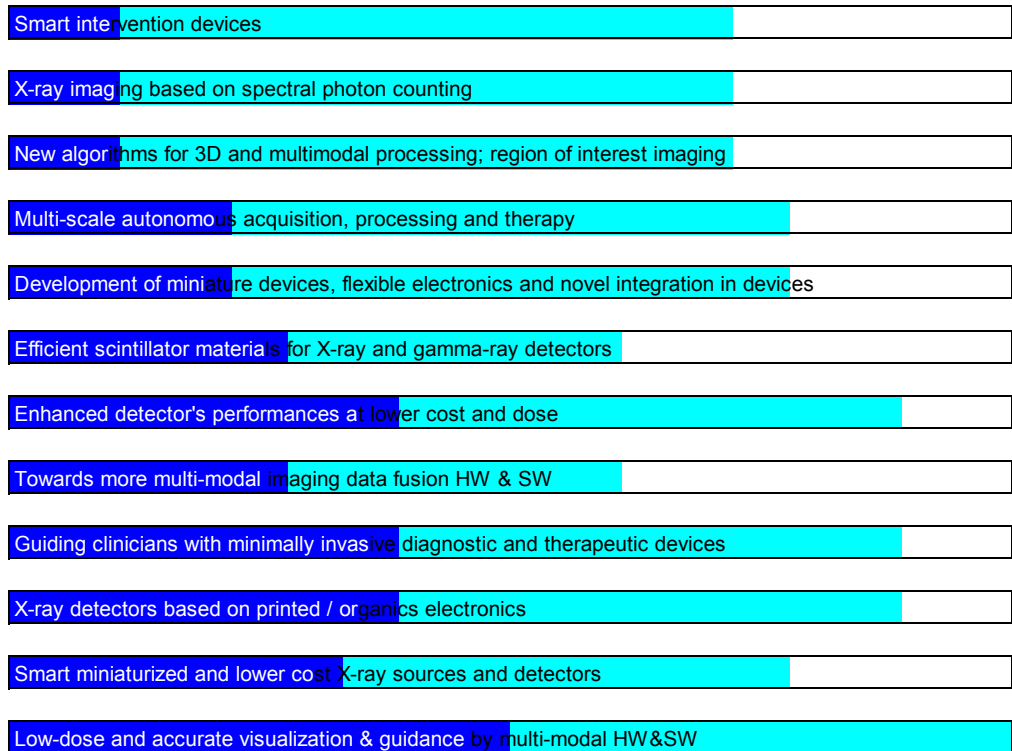 Smart intervention devices
X-ray imaging based on spectral photon counting
New algorithms for 3D and multimodal processing; region of interest imaging
Multi-scale autonomous acquisition, processing and therapy
Development of miniature devices, flexible electronics and novel integration in devices
Efficient scintillator materials for X-ray and gamma-ray detectors
Enhanced detector's performances at lower cost and dose
Towards more multi-modal imaging data fusion HW & SW
Guiding clinicians with minimally invasive diagnostic and therapeutic devices
X-ray detectors based on printed / organics electronics
Smart miniaturized and lower cost X-ray sources and detectors
Low-dose and accurate visualization & guidance by multi-modal HW&SW